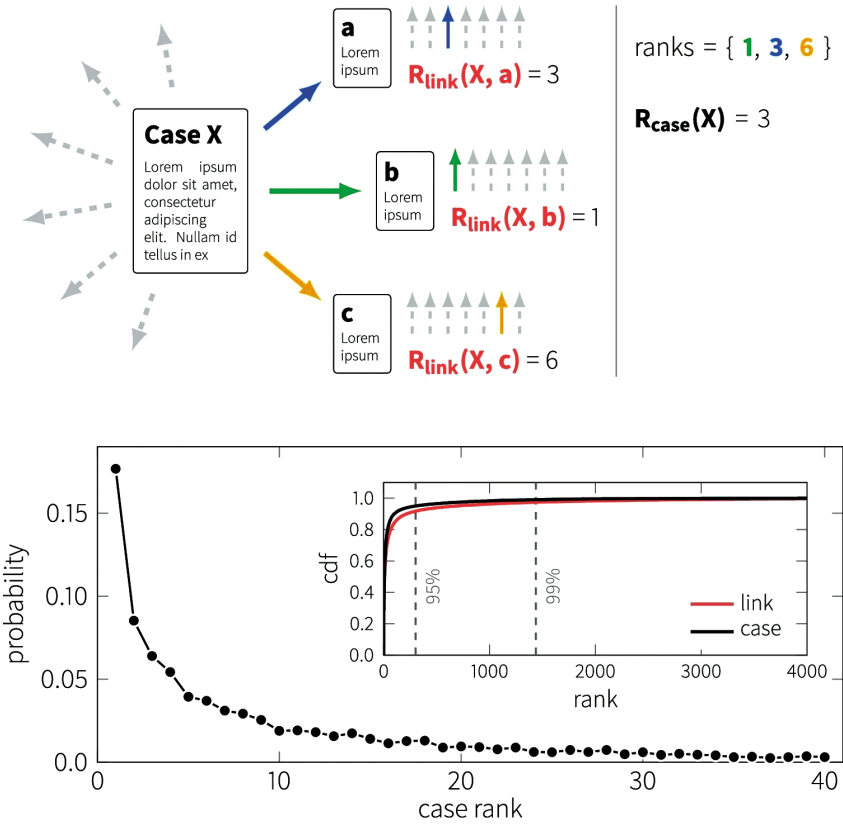 a
Lorem
ipsum
Rlink(X, a) = 3
Case X
Lorem ipsum
dolor sit amet,
consectetur
adipiscing
elit. Nullam id
tellus in ex
b
Lorem
ipsum
Rlink(X, b) = 1
c
Lorem
ipsum
Rlink(X, c) = 6
ranks = { 1, 3, 6 }
Rcase(X) = 3
probability
0.15
0.10
0.05
0.0
0 10 20 30 40
case rank
cdf
1.0
0.8
0.6
0.4
0.2
0.0
95%
99%
link
case
0 1000 2000 3000 4000
rank